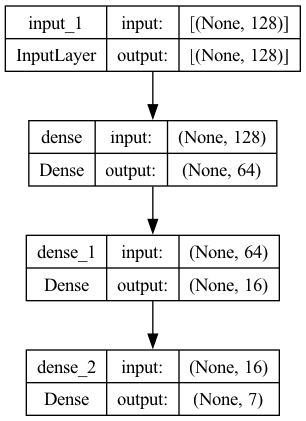 input_1 input: [(None, 128)]
InputLayer output: [(None, 128)]
dense input: (None, 128)
Dense output: (None, 64)
dense_1 input: (None, 64)
Dense output: (None, 16)
dense_2 input: (None, 16)
Dense output: (None, 7)